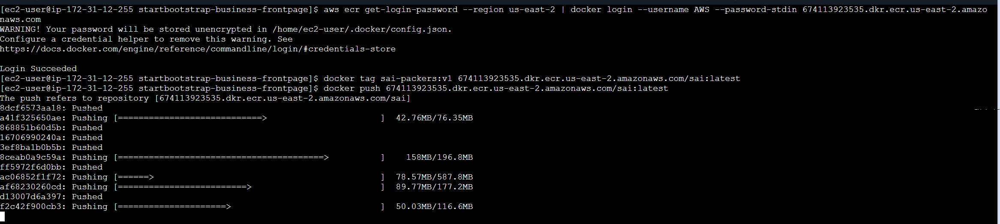 [ec2-user@ip-172-31-12-255 startbootstrap-business-frontpage]$ aws ecr get-login-password --region us-east-2 | docker login --username AWS --password-stdin 674113923535.dkr.ecr.us-east-2.amazo
naws.com
WARNING! Your password will be stored unencrypted in /home/ec2-user/.docker/config.json.
Configure a credential helper to remove this warning. See
https://docs.docker.com/engine/reference/commandline/login/#credentials-store
Login Succeeded
[ec2-user@ip-172-31-12-255 startbootstrap-business-frontpage]$ docker tag sai-packers:v1 674113923535.dkr.ecr.us-east-2.amazonaws.com/sai:latest
[ec2-user@ip-172-31-12-255 startbootstrap-business-frontpage]$ docker push 674113923535.dkr.ecr.us-east-2.amazonaws.com/sai:latest
The push refers to repository [674113923535.dkr.ecr.us-east-2.amazonaws.com/sai]
8dcf6573aa18: Pushed
a41f325650ae: Pushing [============================>                      ]  42.76MB/76.35MB
868851b60d5b: Pushed
16706990240a: Pushed
3ef8ba1b0b5b: Pushed
8ceab0a9c59a: Pushing [========================================>          ]    158MB/196.8MB
ff5972f6d0bb: Pushed
ac06852f1f72: Pushing [======>                                            ]  78.57MB/587.8MB
af68230260cd: Pushing [=========================>                         ]  89.77MB/177.2MB
d13007d6a397: Pushed
f2c42f900cb3: Pushing [=====================>                             ]  50.03MB/116.6MB